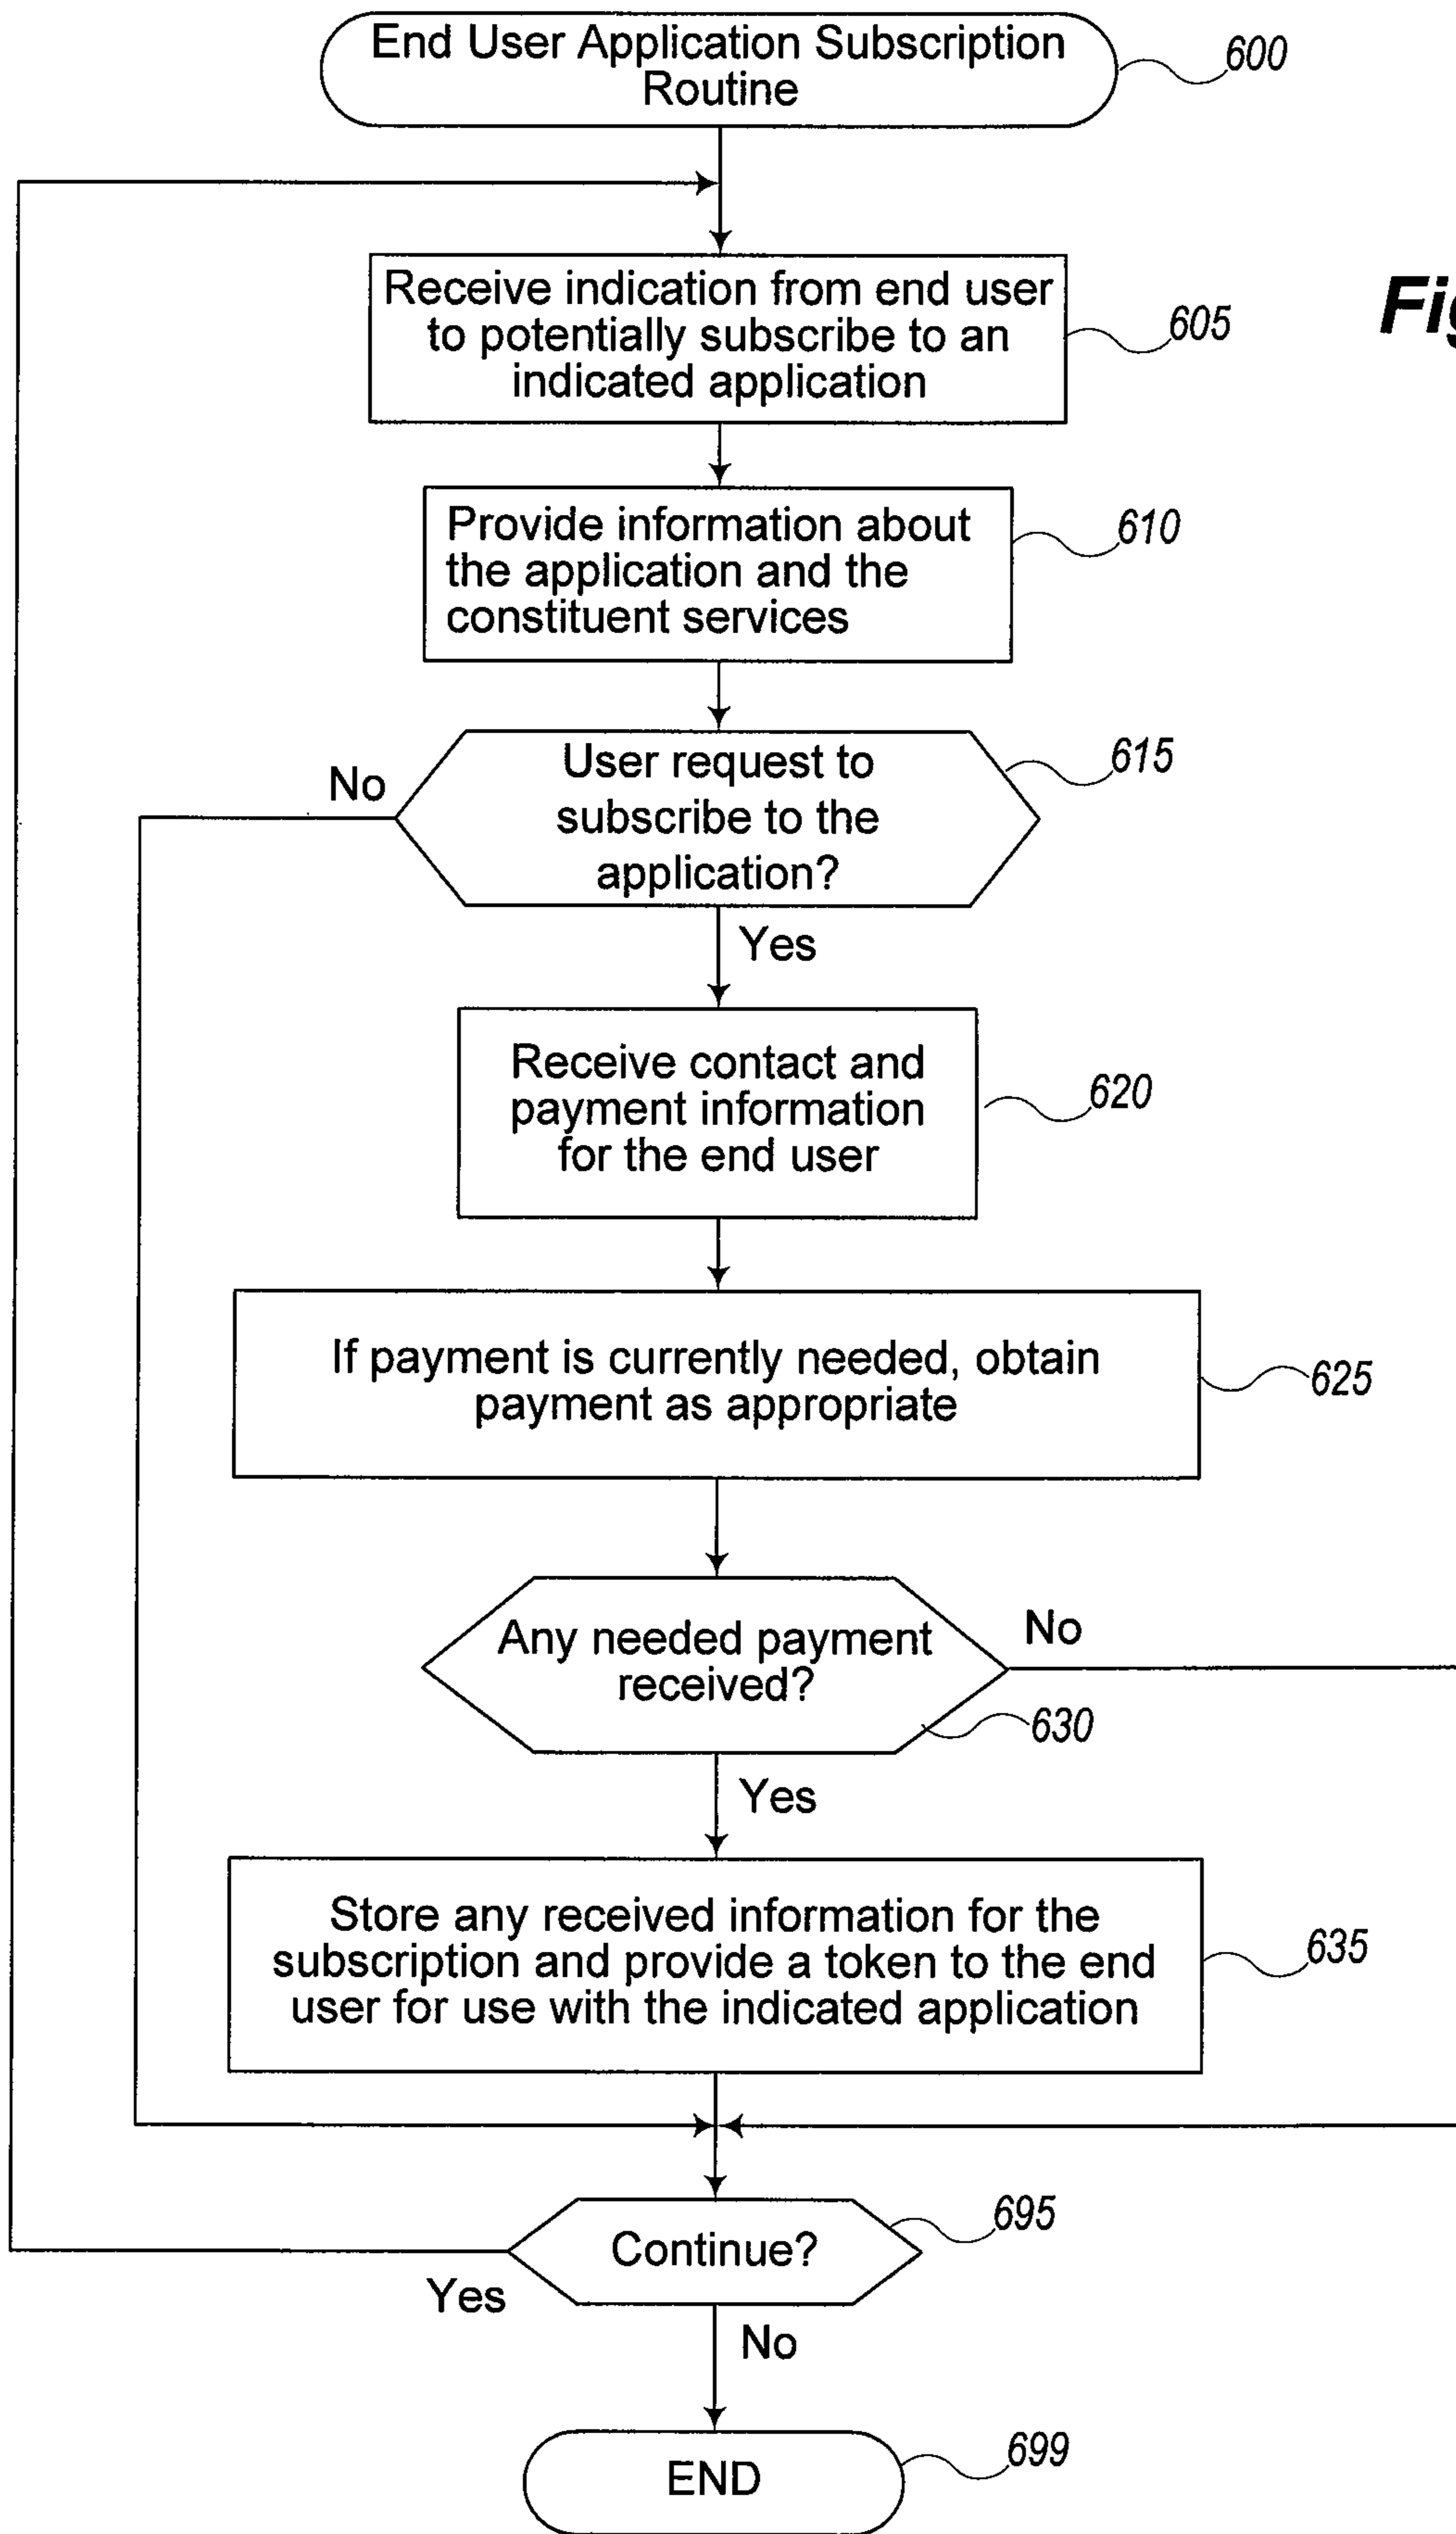 End User Application Subscription
Routine
600
Receive indication from end user
to potentially subscribe to an
indicated application
605
Provide information about
the application and the
constituent services
610
User request to
subscribe to the
application?
615
No
Yes
Receive contact and
payment information
for the end user
620
If payment is currently needed, obtain
payment as appropriate
625
Any needed payment
received?
No
630
Yes
Store any received information for the
subscription and provide a token to the end
user for use with the indicated application
635
Continue?
695
Yes
No
END
699